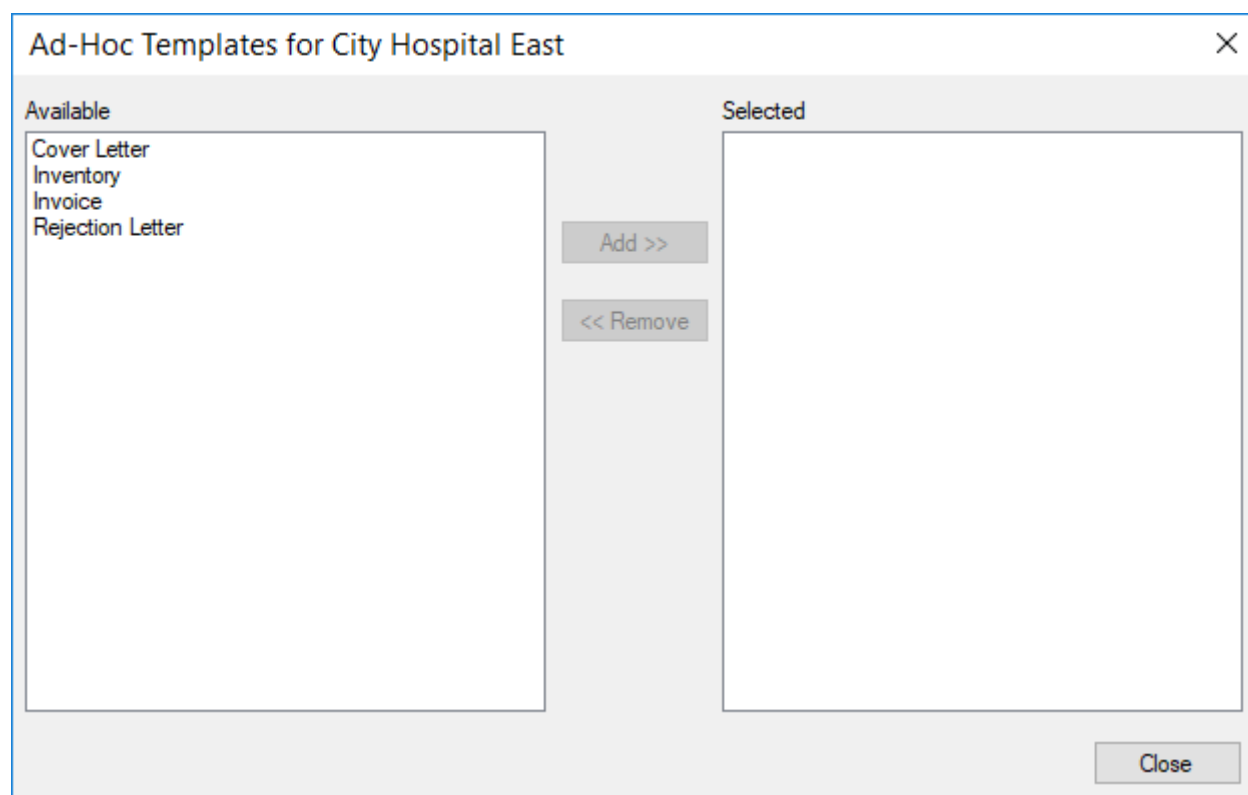 Ad-Hoc Templates for City Hospital East
Available
Selected
Cover Letter
Inventory
Invoice
Rejection Letter
Add >>
<< Remove
Close